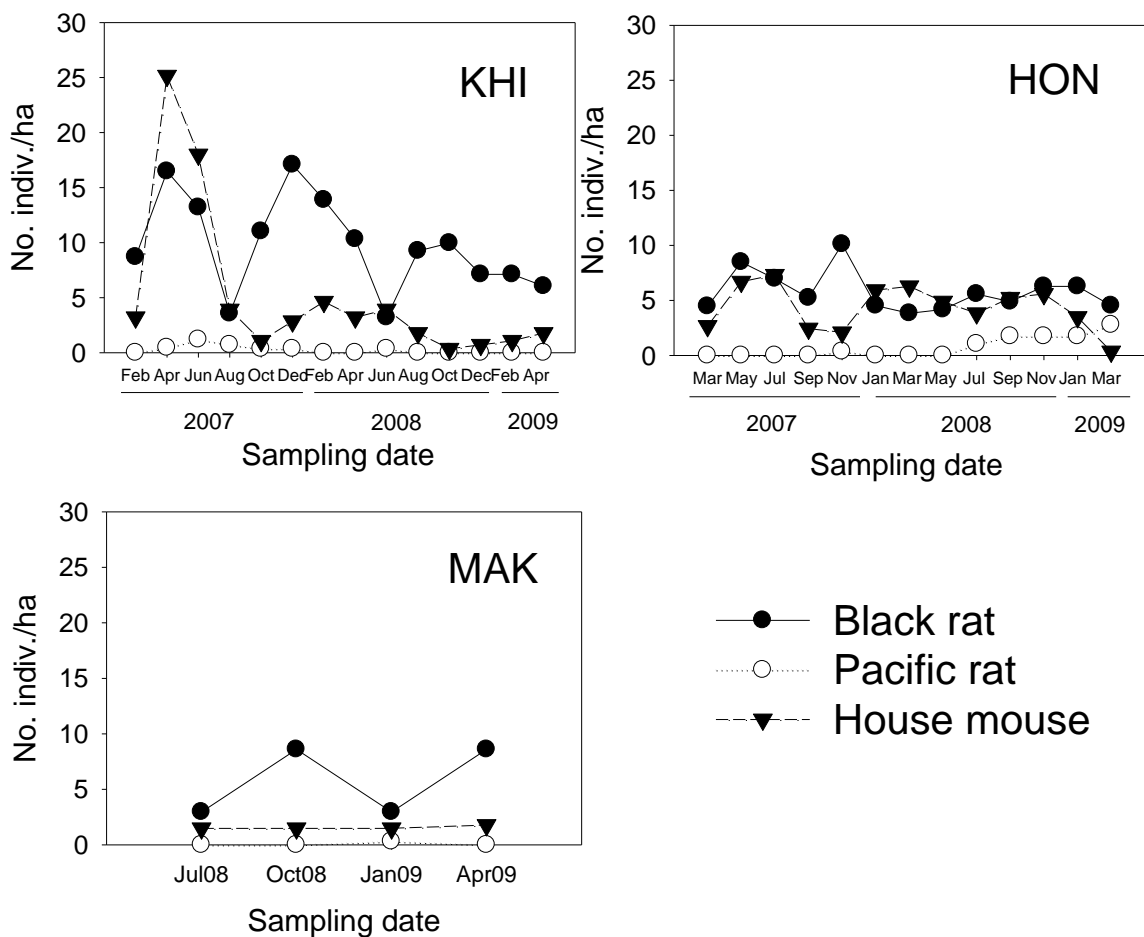 KHI
No. indiv./ha
30
25
20
15
10
5
0
Feb Apr Jun Aug Oct Dec Feb Apr Jun Aug Oct Dec Feb Apr
2007 2008 2009
Sampling date
HON
No. indiv./ha
30
25
20
15
10
5
0
Mar May Jul Sep Nov Jan Mar May Jul Sep Nov Jan Mar
2007 2008 2009
Sampling date
MAK
No. indiv./ha
30
25
20
15
10
5
0
Jul08 Oct08 Jan09 Apr09
Sampling date
Black rat
Pacific rat
House mouse